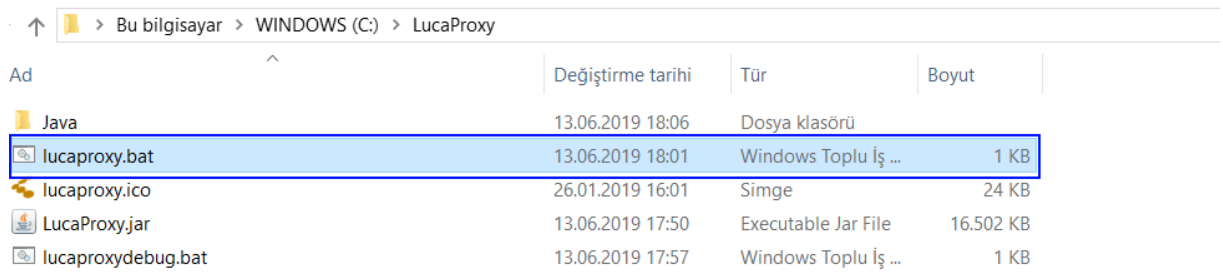 Bu bilgisayar > WINDOWS (C:) > LucaProxy
Ad Değiştirme tarihi Tür Boyut
Java 13.06.2019 18:06 Dosya klasörü
lucaproxy.bat 13.06.2019 18:01 Windows Toplu İş ... 1 KB
lucaproxy.ico 26.01.2019 16:01 Simge 24 KB
LucaProxy.jar 13.06.2019 17:50 Executable Jar File 16.502 KB
lucaproxydebug.bat 13.06.2019 17:57 Windows Toplu İş ... 1 KB